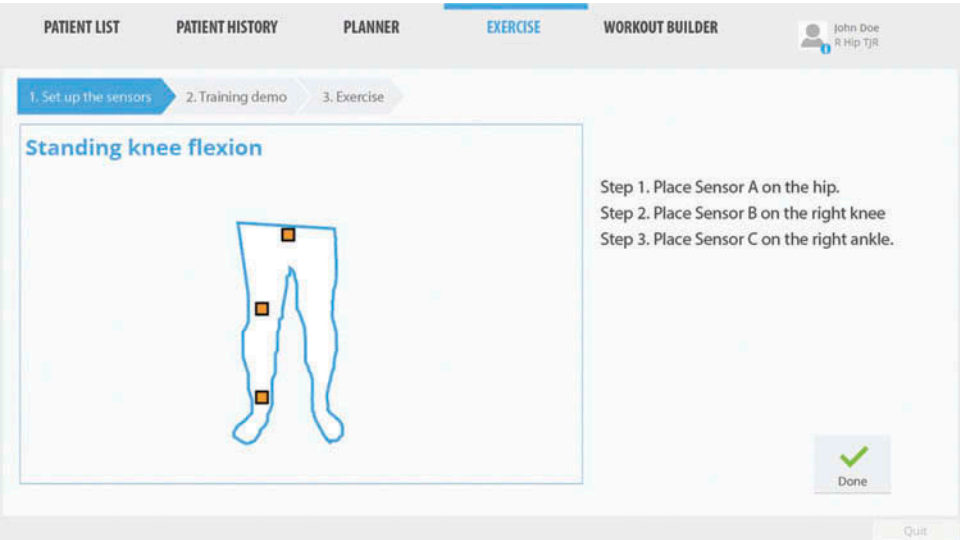 PATIENT LIST
PATIENT HISTORY
PLANNER
EXERCISE
WORKOUT BUILDER
John Doe
R Hip TJR
1. Set up the sensors
2. Training demo
3. Exercise
Standing knee flexion
Step 1. Place Sensor A on the hip.
Step 2. Place Sensor B on the right knee
Step 3. Place Sensor C on the right ankle.
Done
Quit